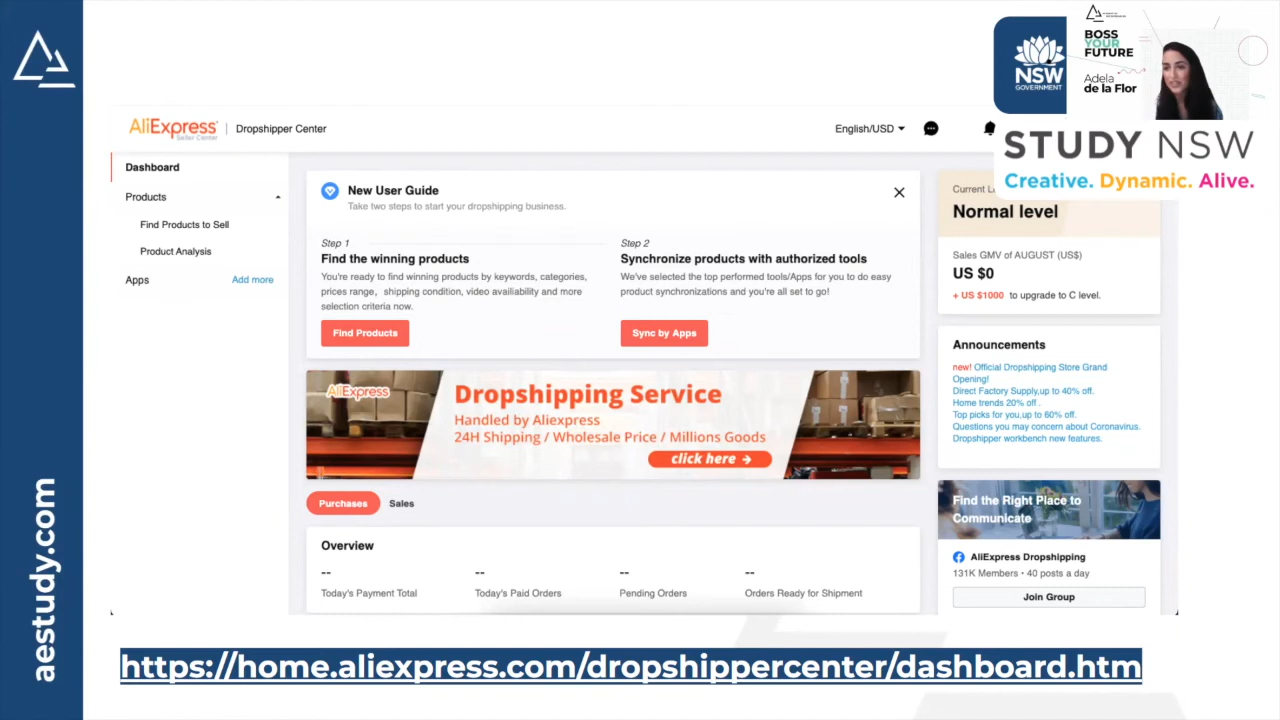 aestudy.com
AliExpress
Seller Center
Dropshipper Center
English/USD
BOSS
YOUR
FUTURE
Adela
de la Flor
NSW
GOVERNMENT
STUDY NSW
Creative. Dynamic. Alive.
Dashboard
Products
Find Products to Sell
Product Analysis
Apps
Add more
New User Guide
Take two steps to start your dropshipping business.
Step 1
Find the winning products
You're ready to find winning products by keywords, categories,
prices range, shipping condition, video availiability and more
selection criteria now.
Find Products
Step 2
Synchronize products with authorized tools
We've selected the top performed tools/Apps for you to do easy
product synchronizations and you're all set to go!
Sync by Apps
AliExpress
Dropshipping Service
Handled by Aliexpress
24H Shipping / Wholesale Price / Millions Goods
click here →
Purchases
Sales
Overview
--
Today's Payment Total
--
Today's Paid Orders
--
Pending Orders
--
Orders Ready for Shipment
Current L
Normal level
Sales GMV of AUGUST (US$)
US $0
+ US $1000 to upgrade to C level.
Announcements
new! Official Dropshipping Store Grand
Opening!
Direct Factory Supply,up to 40% off.
Home trends 20% off .
Top picks for you,up to 60% off.
Questions you may concern about Coronavirus.
Dropshipper workbench new features.
Find the Right Place to
Communicate
AliExpress Dropshipping
131K Members • 40 posts a day
Join Group
https://home.aliexpress.com/dropshippercenter/dashboard.htm